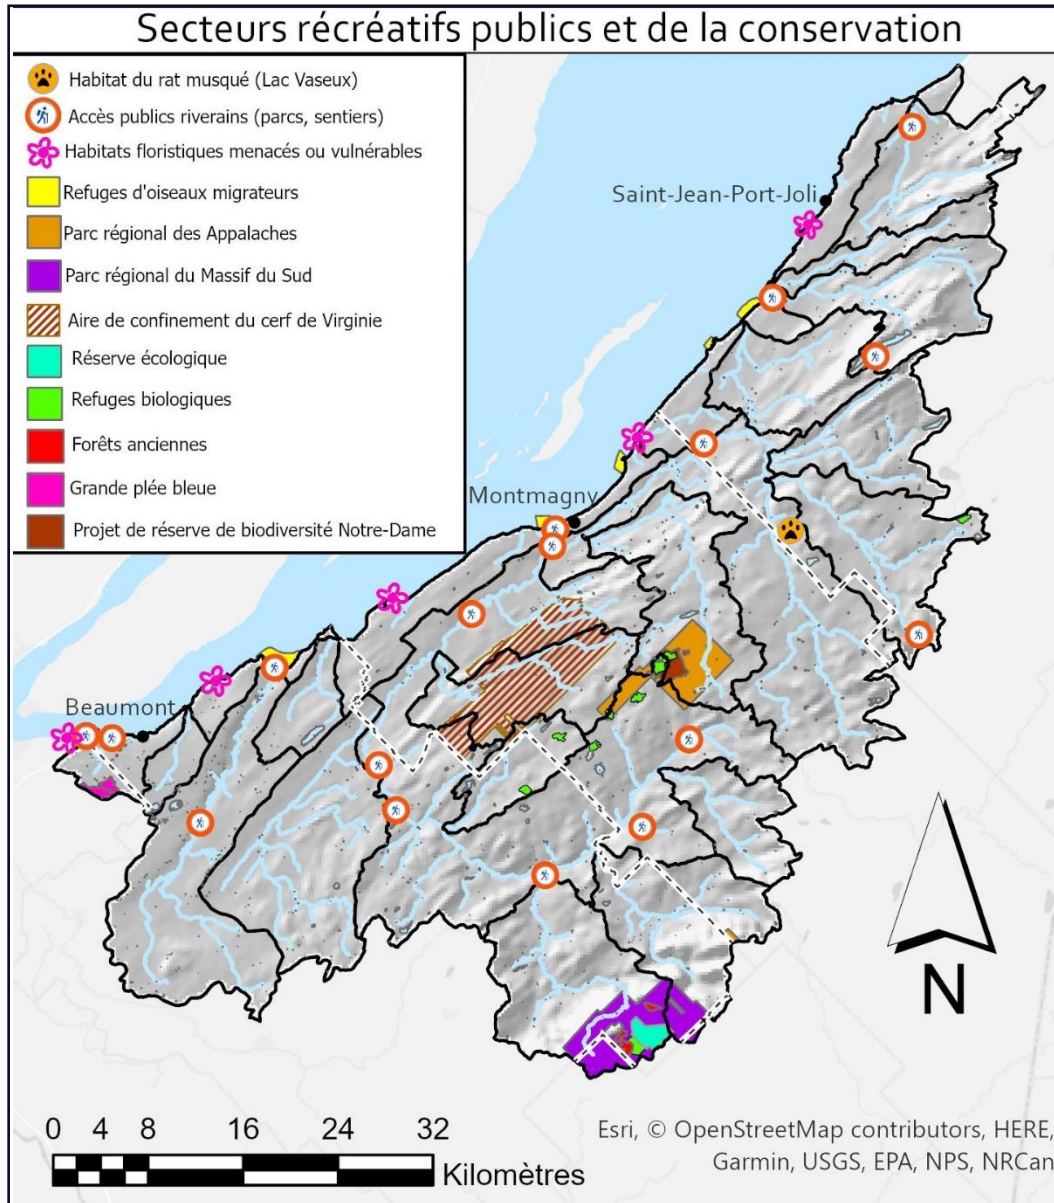 Secteurs récréatifs publics et de la conservation
Habitat du rat musqué (Lac Vaseux)
Accès publics riverains (parcs, sentiers)
Habitats floristiques menacés ou vulnérables
Refuges d'oiseaux migrateurs
Parc régional des Appalaches
Parc régional du Massif du Sud
Aire de confinement du cerf de Virginie
Réserve écologique
Refuges biologiques
Forêts anciennes
Grande plée bleue
Projet de réserve de biodiversité Notre-Dame
Saint-Jean-Port-Joli
Montmagny
Beaumont
N
0 4 8 16 24 32
Kilomètres
Esri, © OpenStreetMap contributors, HERE,
Garmin, USGS, EPA, NPS, NRCan